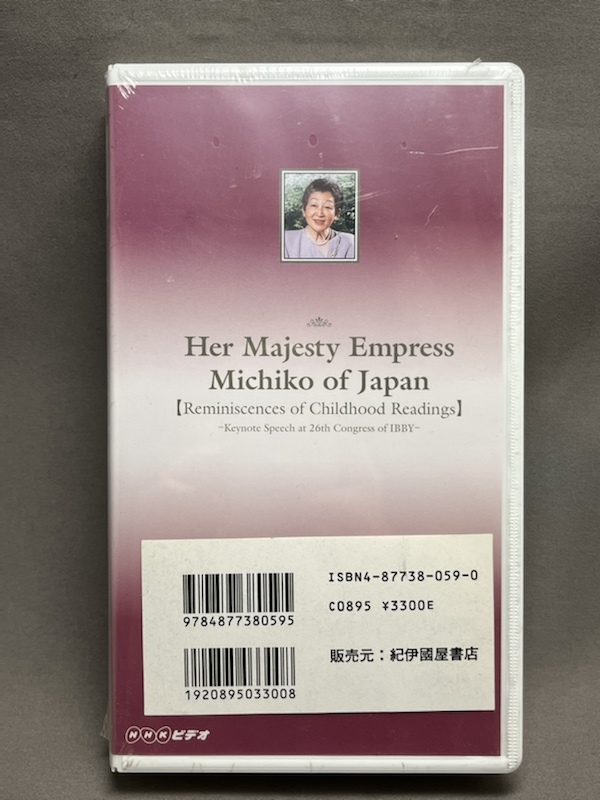 Her Majesty Empress
Michiko of Japan
【Reminiscences of Childhood Readings】
-Keynote Speech at 26th Congress of IBBY-
ISBN4-87738-059-0
9784877380595
C0895 ¥3300E
販売元：紀伊國屋書店
1920895033008
NHKビデオ